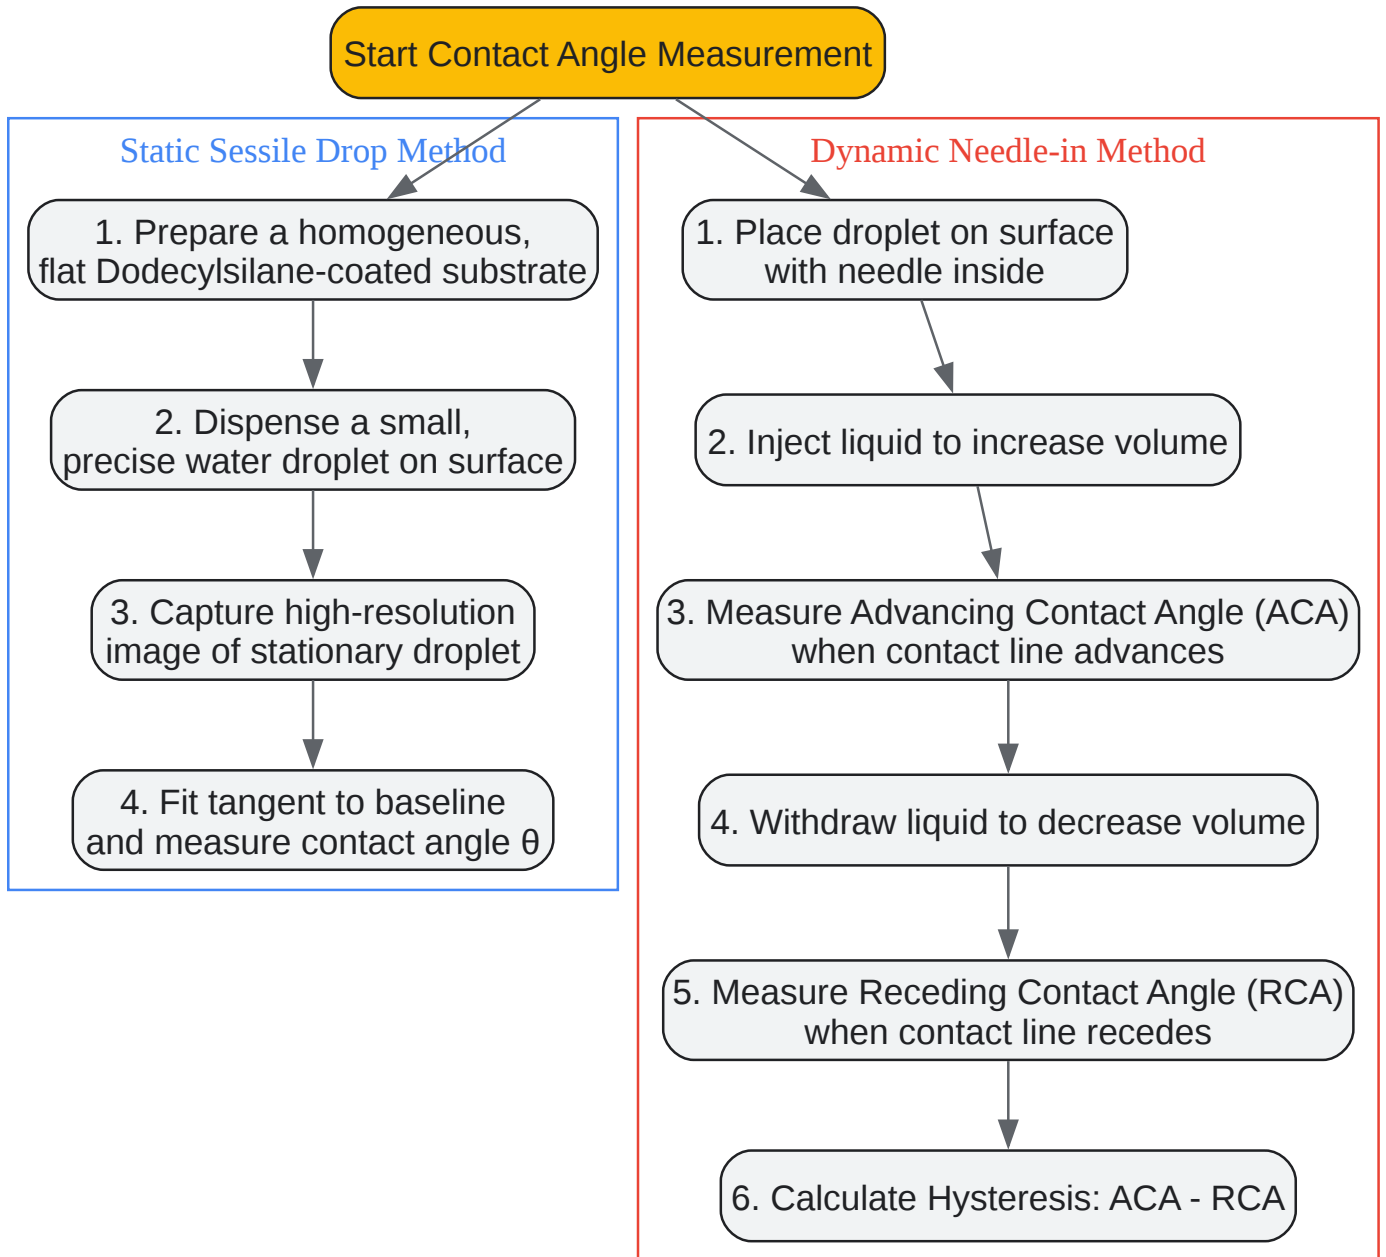 Start Contact Angle Measurement
Static Sessile Drop Method
1. Prepare a homogeneous,
flat Dodecylsilane-coated substrate
2. Dispense a small,
precise water droplet on surface
3. Capture high-resolution
image of stationary droplet
4. Fit tangent to baseline
and measure contact angle θ
Dynamic Needle-in Method
1. Place droplet on surface
with needle inside
2. Inject liquid to increase volume
3. Measure Advancing Contact Angle (ACA)
when contact line advances
4. Withdraw liquid to decrease volume
5. Measure Receding Contact Angle (RCA)
when contact line recedes
6. Calculate Hysteresis: ACA - RCA